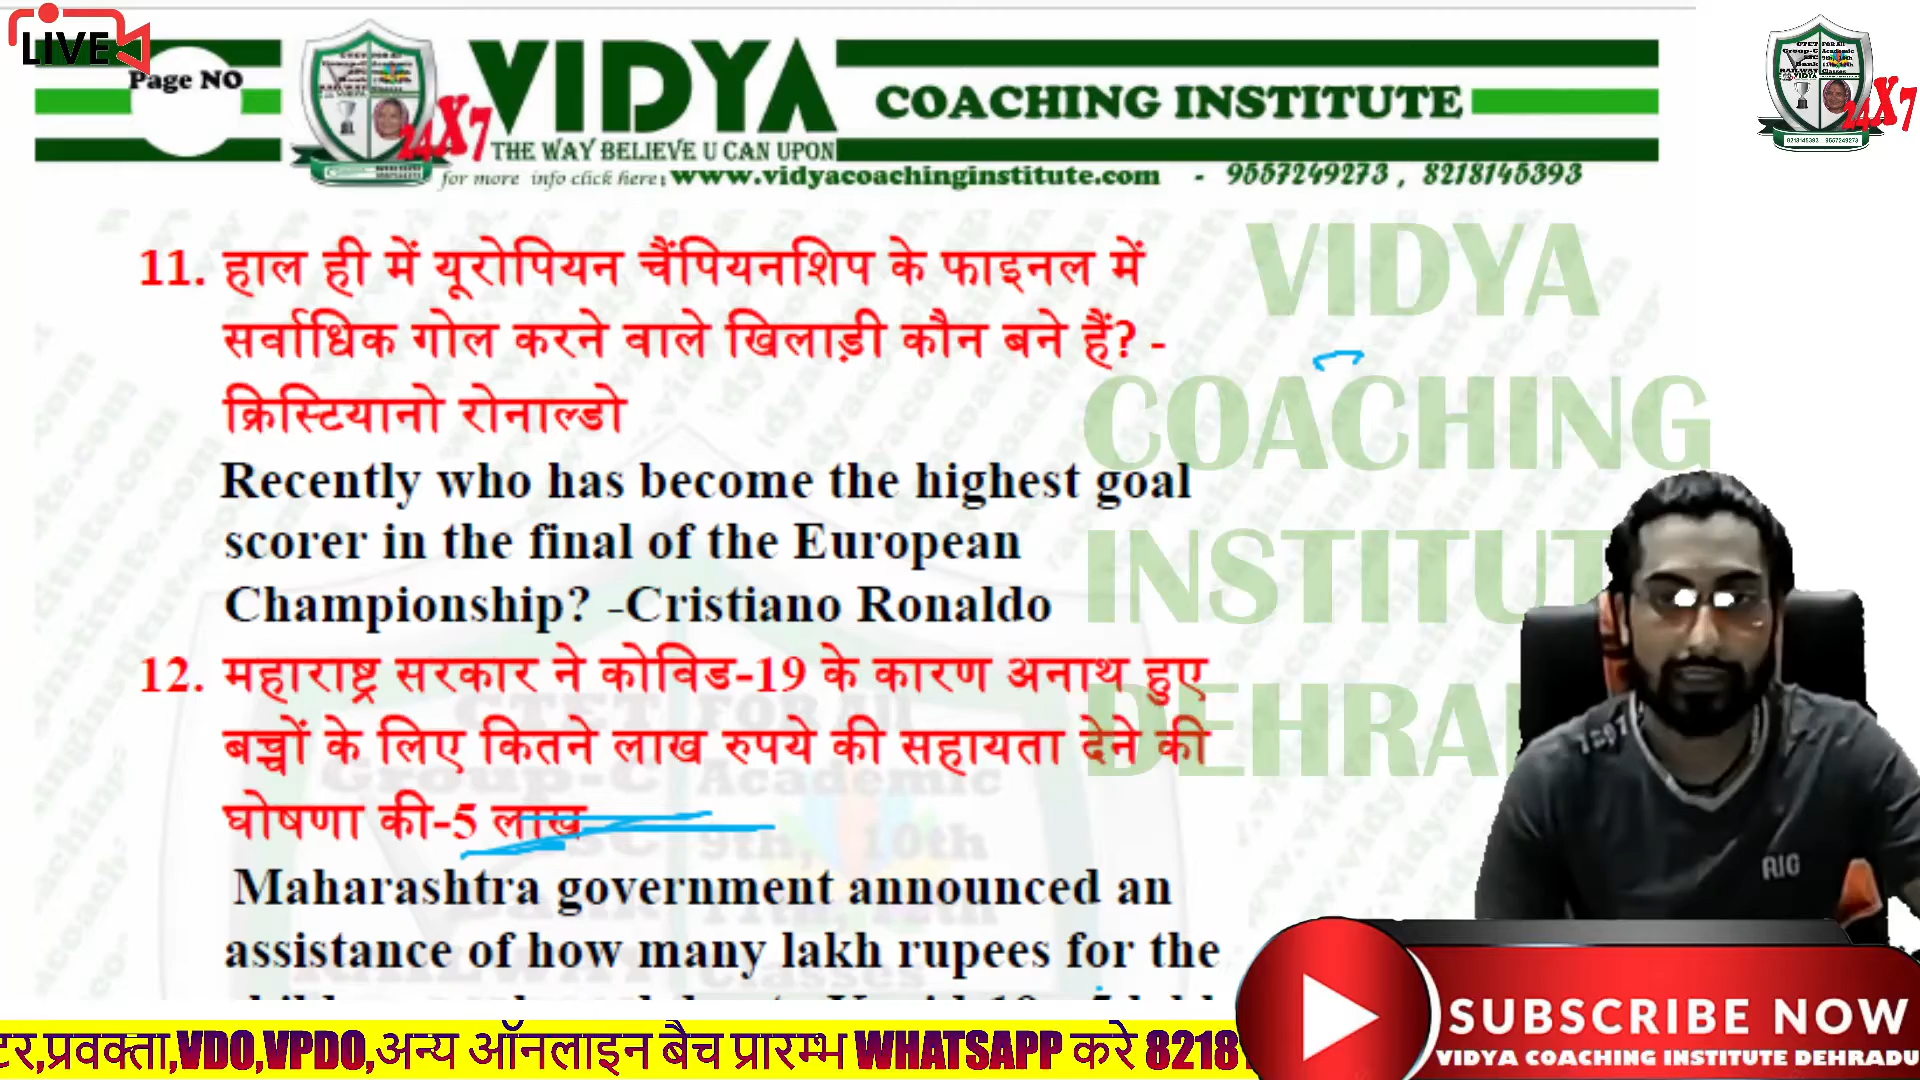 LIVE
Page NO
24X7
VIDYA
THE WAY BELIEVE U CAN UPON
COACHING INSTITUTE
for more info click here: www.vidyacoachinginstitute.com - 9557249273 , 8218145393
24X7
VIDYA
COACHING
DEHRA
11. हाल ही में यूरोपियन चैंपियनशिप के फाइनल में
सर्वाधिक गोल करने वाले खिलाड़ी कौन बने हैं? -
क्रिस्टियानो रोनाल्डो
Recently who has become the highest goal
scorer in the final of the European
Championship? -Cristiano Ronaldo
12. महाराष्ट्र सरकार ने कोविड-19 के कारण अनाथ हुए
बच्चों के लिए कितने लाख रुपये की सहायता देने की
घोषणा की-5 लाख
Maharashtra government announced an
assistance of how many lakh rupees for the
टर,प्रवक्ता,VDO,VPDO,अन्य ऑनलाइन बैच प्रारम्भ WHATSAPP करे 8218
SUBSCRIBE NOW
VIDYA COACHING INSTITUTE DEHRADU